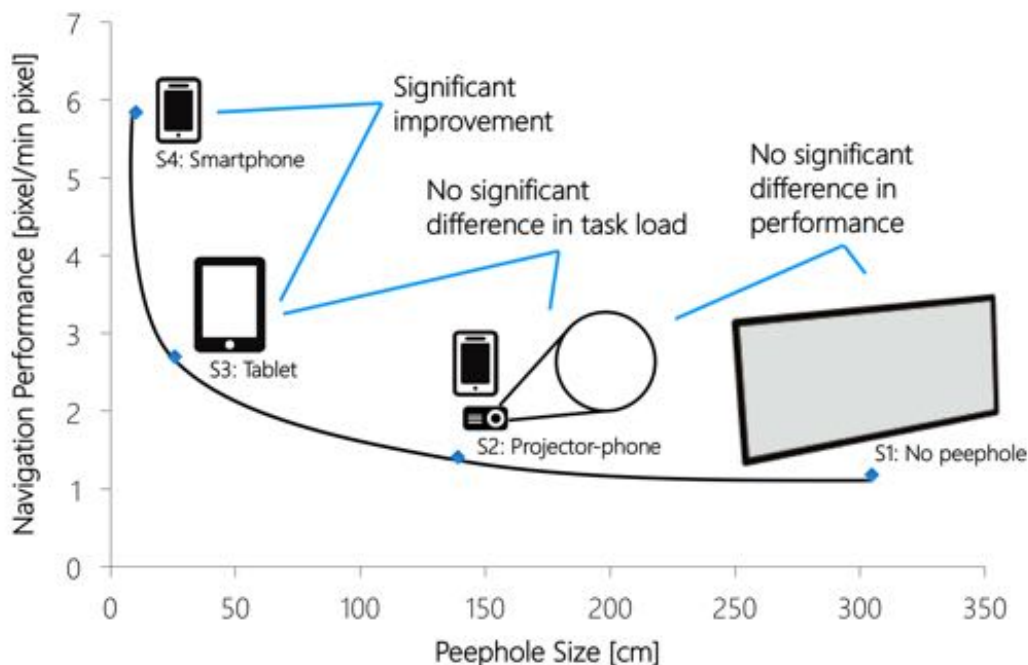 Navigation Performance [pixel/min pixel]
7
6
5
4
3
2
1
0
S4: Smartphone
Significant
improvement
No significant
difference in task load
No significant
difference in
performance
S3: Tablet
S2: Projector-phone
S1: No peephole
0 50 100 150 200 250 300 350
Peephole Size [cm]